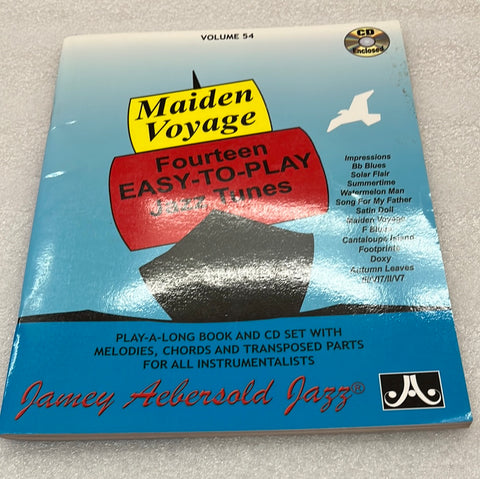 VOLUME 54
CD
Enclosed
Maiden
Voyage
Fourteen
EASY-TO-PLAY
Jazz Tunes
Impressions
Bb Blues
Solar Flair
Summertime
Watermelon Man
Song For My Father
Satin Doll
Maiden Voyage
F Blues
Cantaloupe Island
Footprints
Doxy
Autumn Leaves
PLAY-A-LONG BOOK AND CD SET WITH
MELODIES, CHORDS AND TRANSPOSED PARTS
FOR ALL INSTRUMENTALISTS
Jamey Aebersold Jazz®